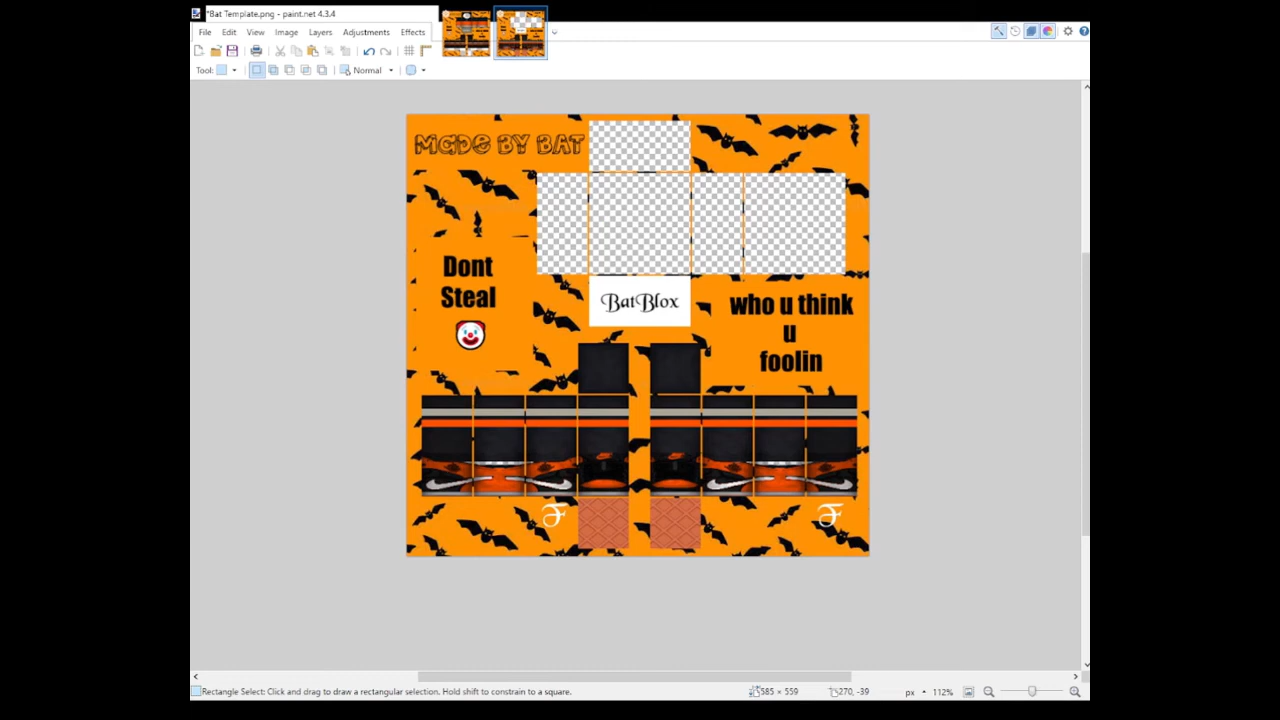 *Bat Template.png - paint.net 4.3.4
File Edit View Image Layers Adjustments Effects
Tool: Normal
MADE BY BAT
Dont
Steal
BatBlox
who u think
u
foolin
Rectangle Select: Click and drag to draw a rectangular selection. Hold shift to constrain to a square.
585 × 559
270, -39
px
112%